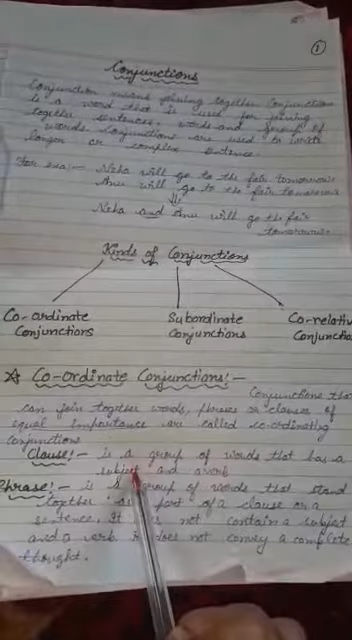 1
Conjunctions
Conjunction means joining together Conjunction
is a word that is used for joining
together sentences, words and group of
words. Conjunctions are used to write
longer or complex sentence.
For exa:- Neha will go to the fair tomorrow
Anu will go to the fair tomorrow
Neha and Anu will go the fair
tomorrow.
Kinds of Conjunctions
Co-ordinate Subordinate Co-relativ
Conjunctions Conjunctions Conjunction
Co-ordinate Conjunctions:-
Conjunctions that
can join together words, phrases or clauses of
equal importance are called co-ordinating
conjunctions
Clause:- is a group of words that has a
subject and a verb
Phrase:- is a group of words that stand
together as part of a clause or a
sentence. It not contain a subject
and a verb it does not convey a complete
thought.